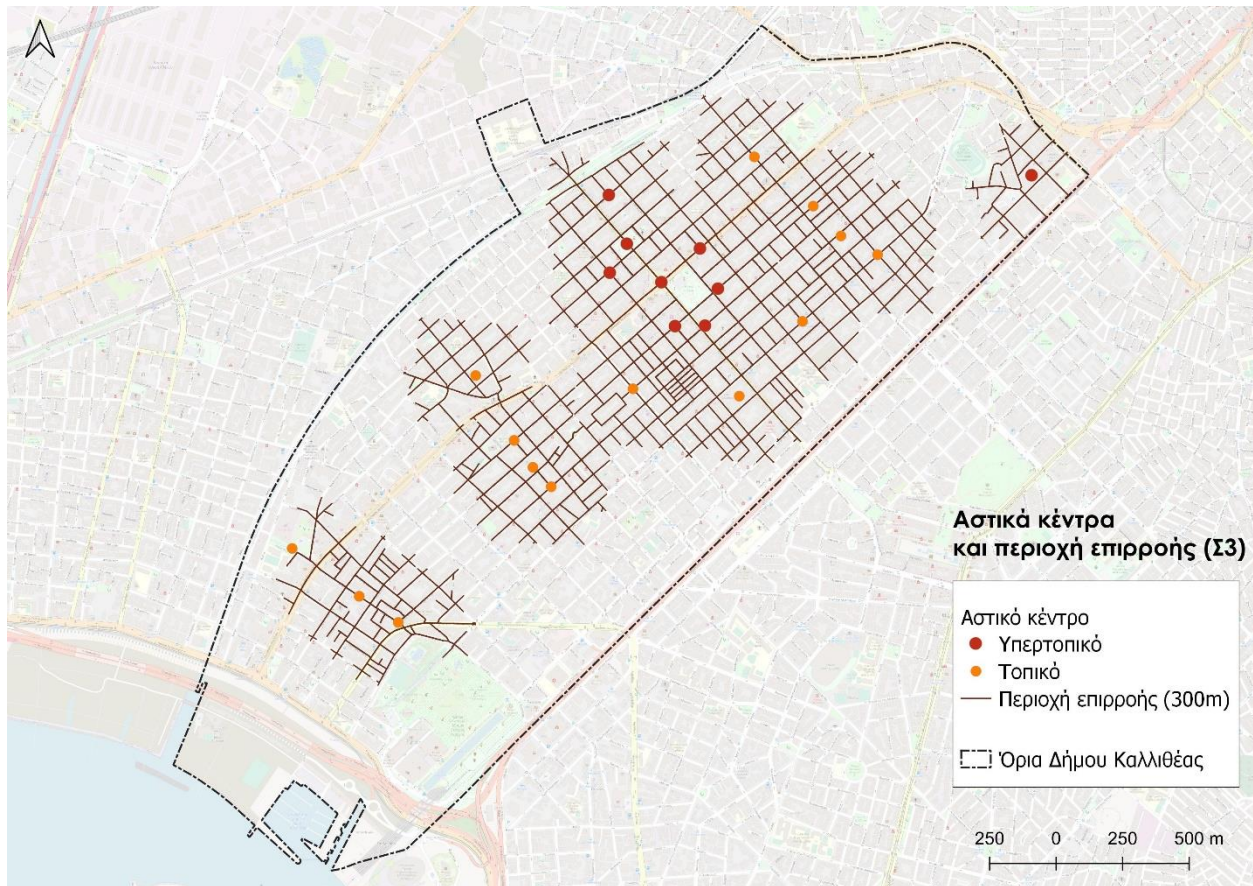 Αστικά κέντρα
και περιοχή επιρροής (Σ3)
Αστικό κέντρο
Υπερτοπικό
Τοπικό
Περιοχή επιρροής (300m)
Όρια Δήμου Καλλιθέας
250 0 250 500 m